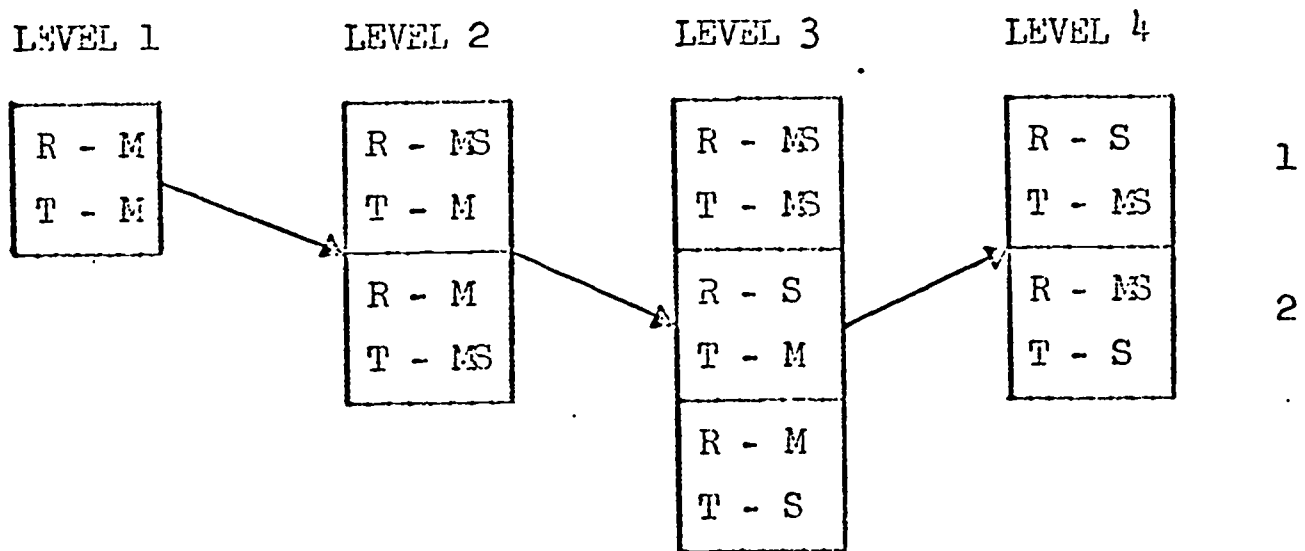 LEVEL 1 LEVEL 2 LEVEL 3 LEVEL 4
R - M R - MS R - MS R - S 1
T - M T - M T - MS T - MS
R - M R - S R - MS 2
T - MS T - M T - S
R - M
T - S